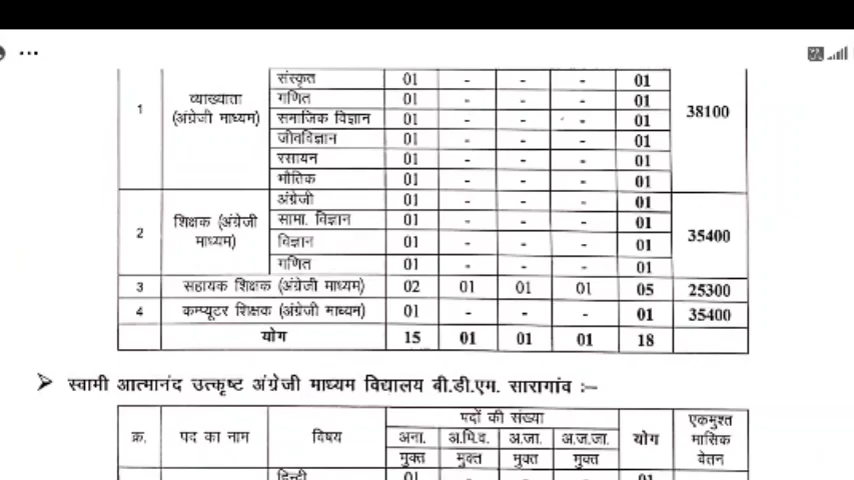 संस्कृत 01 - - - 01
गणित 01 - - - 01
1 व्याख्याता (अंग्रेजी माध्यम) समाजिक विज्ञान 01 - - - 01 38100
जीवविज्ञान 01 - - - 01
रसायन 01 - - - 01
भौतिक 01 - - - 01
अंग्रेजी 01 - - - 01
2 शिक्षक (अंग्रेजी माध्यम) सामा. विज्ञान 01 - - - 01 35400
विज्ञान 01 - - - 01
गणित 01 - - - 01
3 सहायक शिक्षक (अंग्रेजी माध्यम) 02 01 01 01 05 25300
4 कम्प्यूटर शिक्षक (अंग्रेजी माध्यम) 01 - - - 01 35400
योग 15 01 01 01 18
➢ स्वामी आत्मानंद उत्कृष्ट अंग्रेजी माध्यम विद्यालय बी.डी.एम. सारागांव :–
क्र. पद का नाम विषय पदों की संख्या योग एकमुश्त मासिक वेतन
अना. मुक्त अ.पि.व. मुक्त अ.जा. मुक्त अ.ज.जा. मुक्त
हिन्दी 01 01